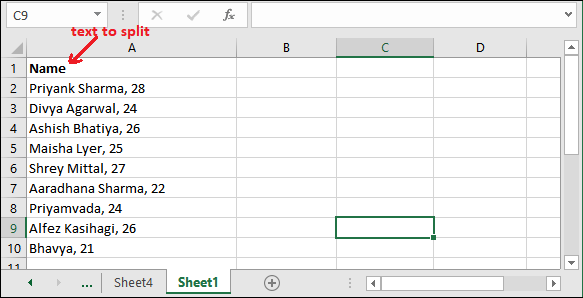 C9
fx
text to split
A B C D
1 Name
2 Priyank Sharma, 28
3 Divya Agarwal, 24
4 Ashish Bhatiya, 26
5 Maisha Lyer, 25
6 Shrey Mittal, 27
7 Aaradhana Sharma, 22
8 Priyamvada, 24
9 Alfez Kasihagi, 26
10 Bhavya, 21
11
... Sheet4 Sheet1